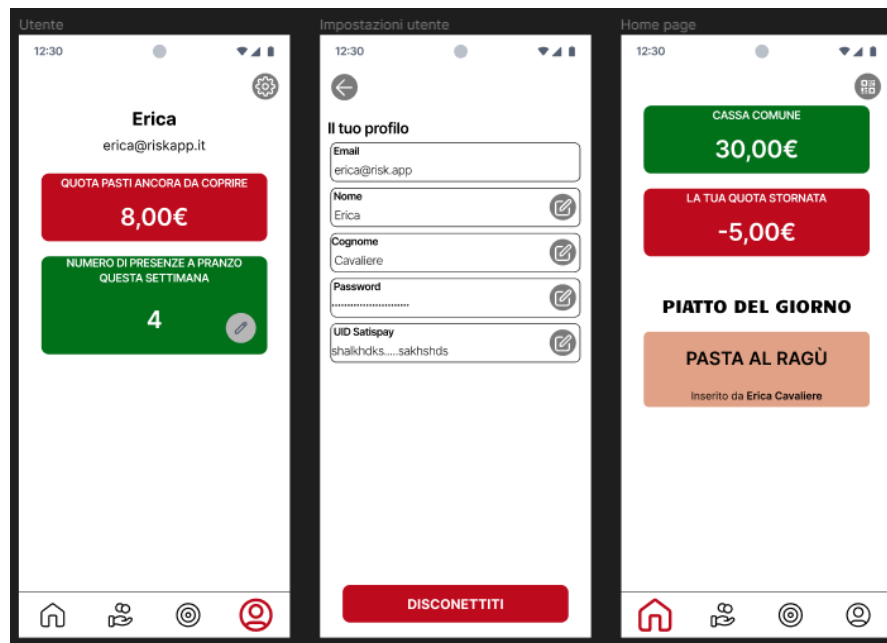 Utente
12:30
Erica
erica@riskapp.it
QUOTA PASTI ANCORA DA COPRIRE
8,00€
NUMERO DI PRESENZE A PRANZO
QUESTA SETTIMANA
4
Impostazioni utente
12:30
Il tuo profilo
Email
erica@risk.app
Nome
Erica
Cognome
Cavaliere
Password
UID Satispay
shalkhdks.....sakhshds
DISCONETTITI
Home page
12:30
CASSA COMUNE
30,00€
LA TUA QUOTA STORNATA
-5,00€
PIATTO DEL GIORNO
PASTA AL RAGÙ
Inserito da Erica Cavaliere